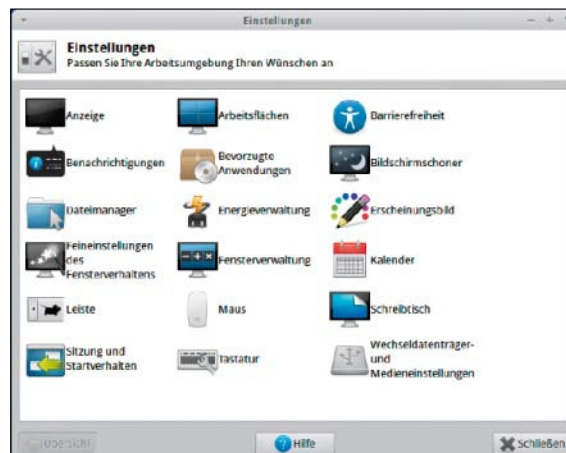 Einstellungen
Einstellungen
Passen Sie Ihre Arbeitsumgebung Ihren Wünschen an
Anzeige
Arbeitsflächen
Barrierefreiheit
Benachrichtigungen
Bevorzugte
Anwendungen
Bildschirmschoner
Dateimanager
Energieverwaltung
Erscheinungsbild
Feineinstellungen
des
Fensterverhaltens
Fensterverwaltung
Kalender
Leiste
Maus
Schreibtisch
Sitzung und
Startverhalten
Tastatur
Wechseldatenträger-
und
Medieneinstellungen
Übersicht
Hilfe
Schließen